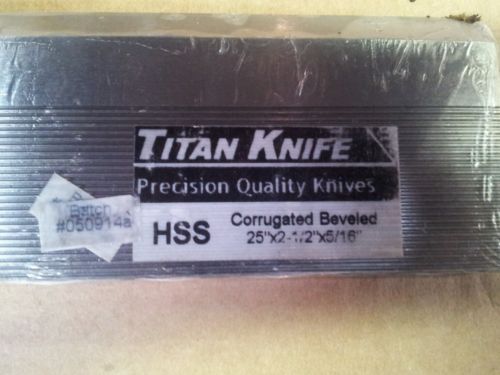 TITAN KNIFE
Precision Quality Knives
Batch
#050914a
HSS
Corrugated Beveled
25"x2-1/2"x5/16"